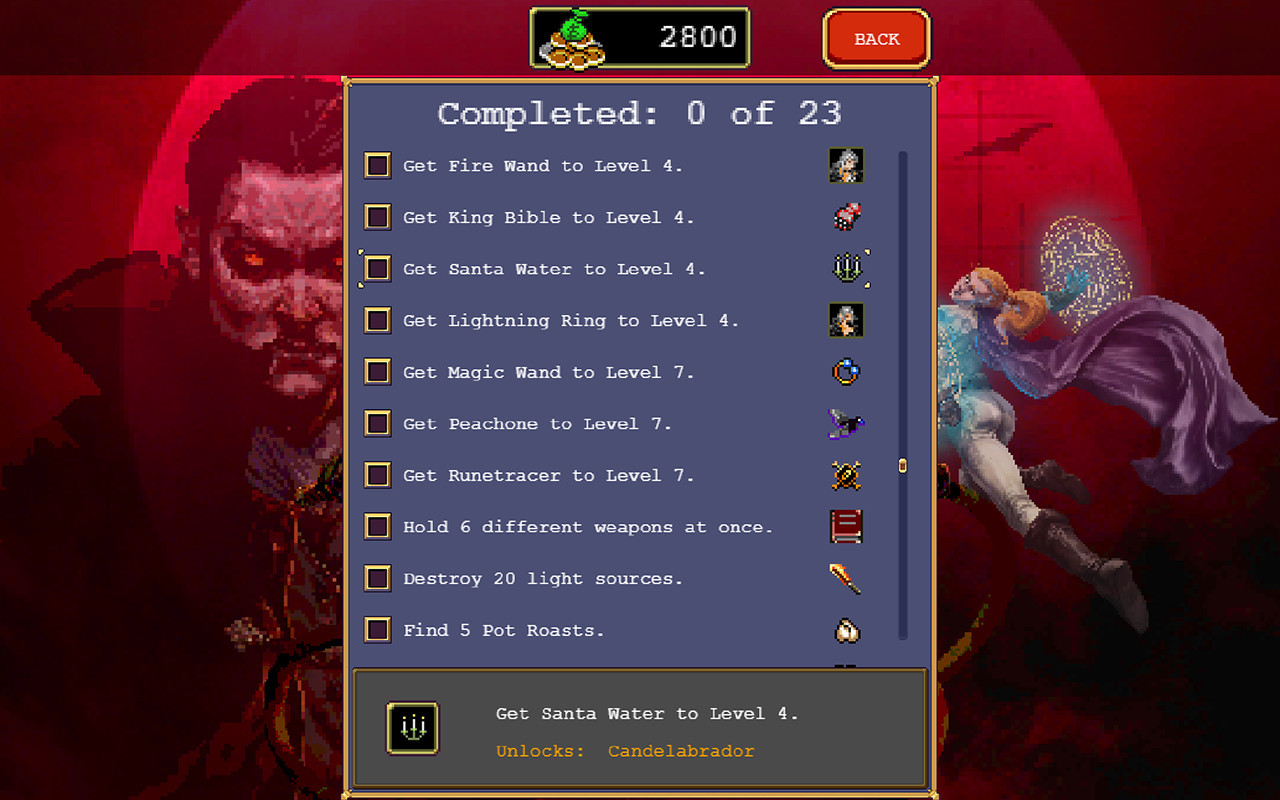 2800
BACK
Completed: 0 of 23
Get Fire Wand to Level 4.
Get King Bible to Level 4.
Get Santa Water to Level 4.
Get Lightning Ring to Level 4.
Get Magic Wand to Level 7.
Get Peachone to Level 7.
Get Runetracer to Level 7.
Hold 6 different weapons at once.
Destroy 20 light sources.
Find 5 Pot Roasts.
Get Santa Water to Level 4.
Unlocks: Candelabrador